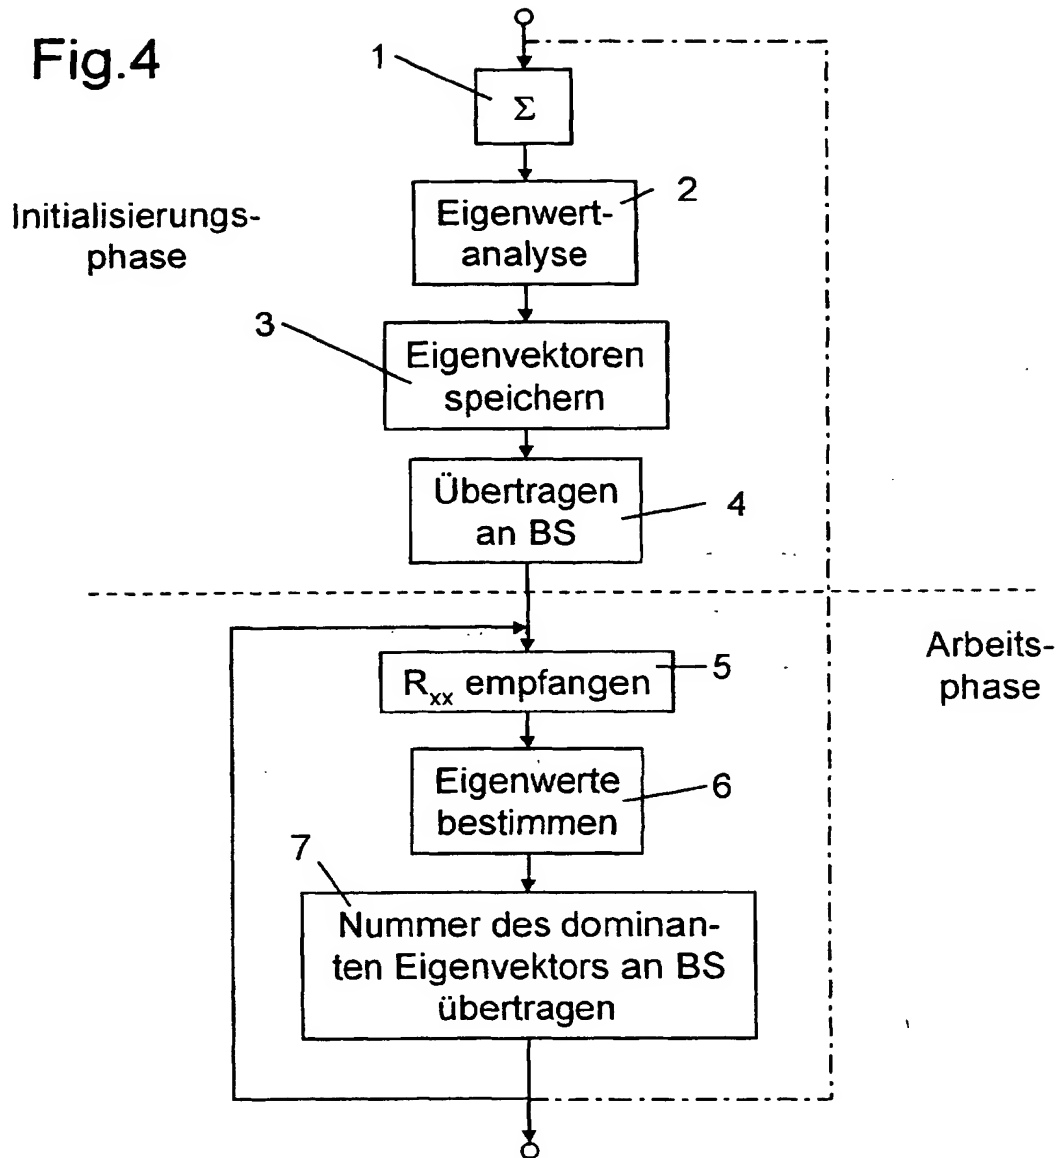 Fig.4
1
Σ
Initialisierungs-
phase
2
Eigenwert-
analyse
3
Eigenvektoren
speichern
Übertragen
an BS
4
Arbeits-
phase
5
Rxx empfangen
Eigenwerte
bestimmen
6
7
Nummer des dominan-
ten Eigenvektors an BS
übertragen